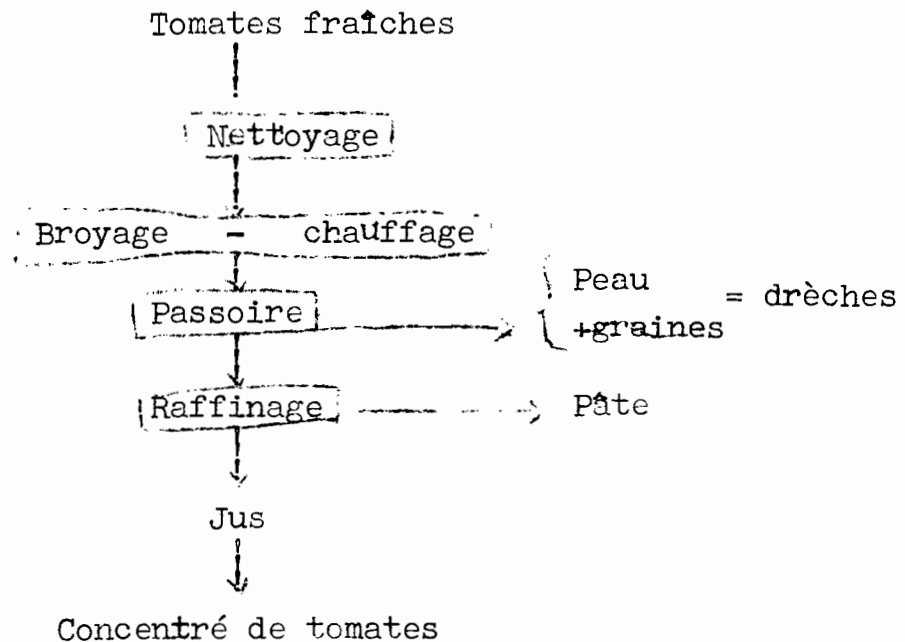 Tomates fraîches
Nettoyage
Broyage - chauffage
Peau
Passoire
= drèches
+graines
Raffinage
Pâte
Jus
Concentré de tomates